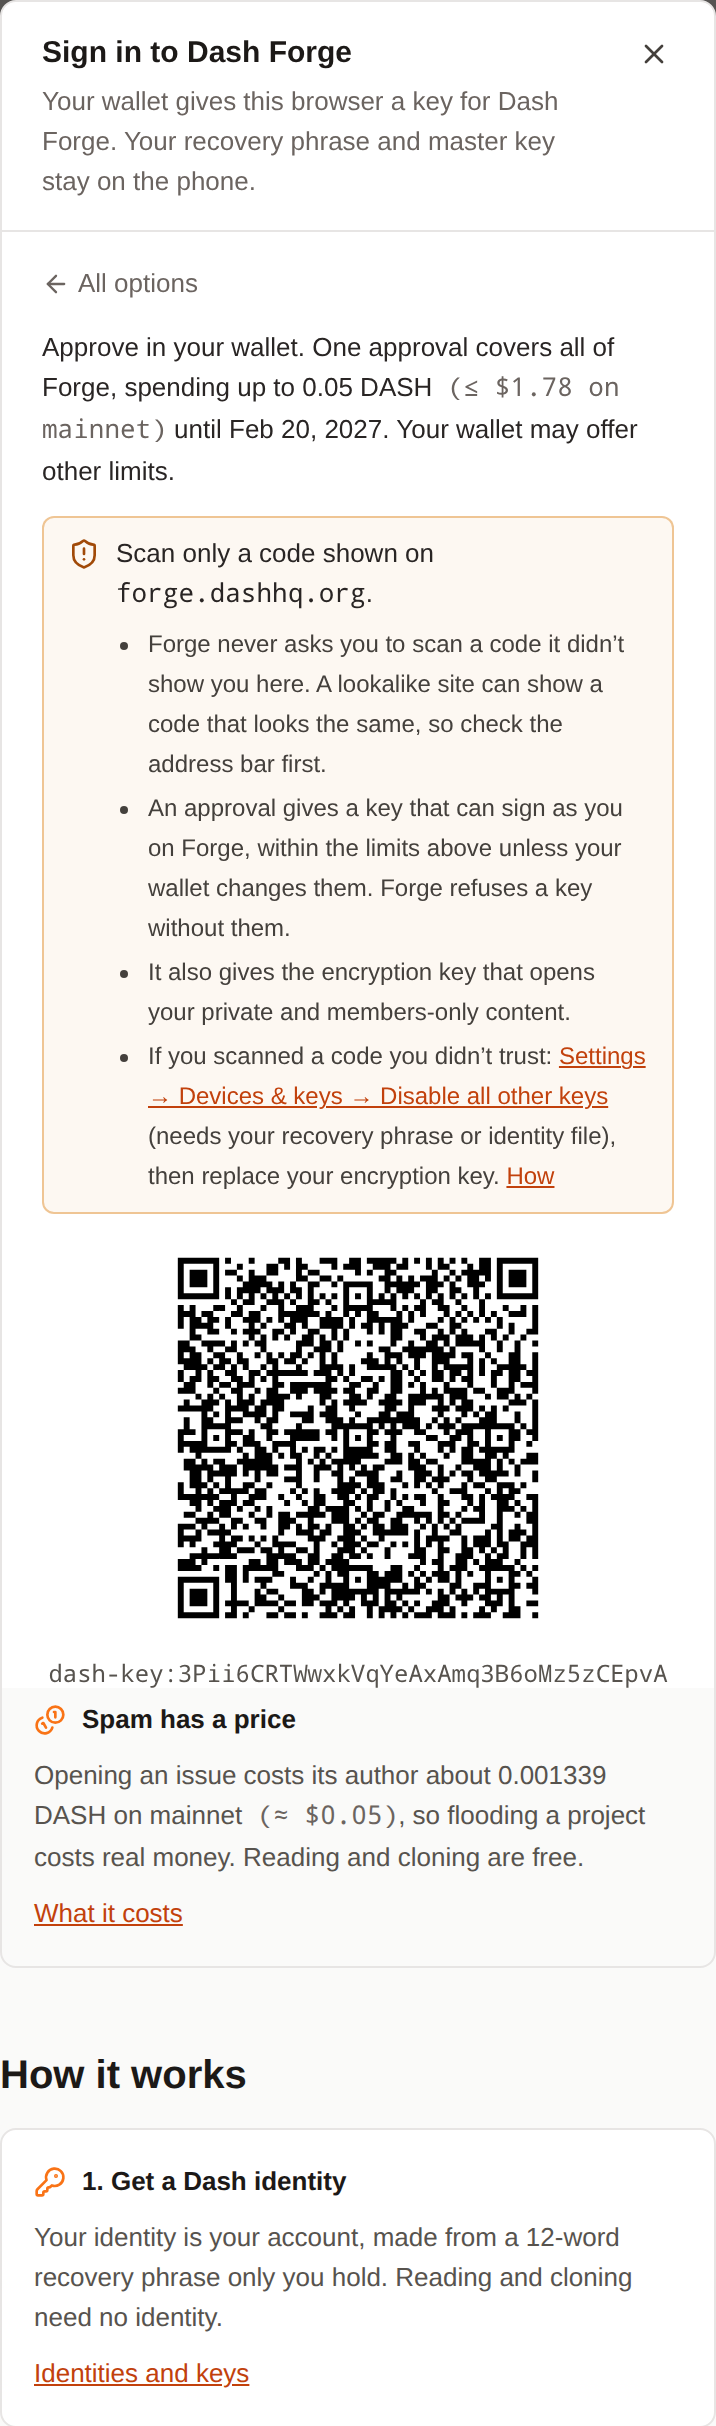 Sign in to Dash Forge
Your wallet gives this browser a key for Dash
Forge. Your recovery phrase and master key
stay on the phone.
← All options
Approve in your wallet. One approval covers all of
Forge, spending up to 0.05 DASH (≤ $1.78 on
mainnet) until Feb 20, 2027. Your wallet may offer
other limits.
Scan only a code shown on
forge.dashhq.org.
• Forge never asks you to scan a code it didn’t
show you here. A lookalike site can show a
code that looks the same, so check the
address bar first.
• An approval gives a key that can sign as you
on Forge, within the limits above unless your
wallet changes them. Forge refuses a key
without them.
• It also gives the encryption key that opens
your private and members-only content.
• If you scanned a code you didn’t trust: Settings
→ Devices & keys → Disable all other keys
(needs your recovery phrase or identity file),
then replace your encryption key. How
dash-key:3Pii6CRTWwxkVqYeAxAmq3B6oMz5zCEpvA
Spam has a price
Opening an issue costs its author about 0.001339
DASH on mainnet (≈ $0.05), so flooding a project
costs real money. Reading and cloning are free.
What it costs
How it works
1. Get a Dash identity
Your identity is your account, made from a 12-word
recovery phrase only you hold. Reading and cloning
need no identity.
Identities and keys